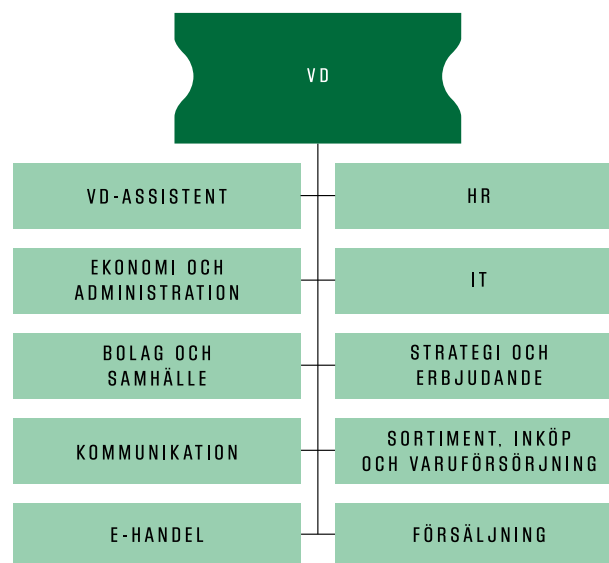 VD
VD-ASSISTENT
HR
EKONOMI OCH
ADMINISTRATION
IT
BOLAG OCH
SAMHÄLLE
STRATEGI OCH
ERBJUDANDE
KOMMUNIKATION
SORTIMENT, INKÖP
OCH VARUFÖRSÖRJNING
E-HANDEL
FÖRSÄLJNING